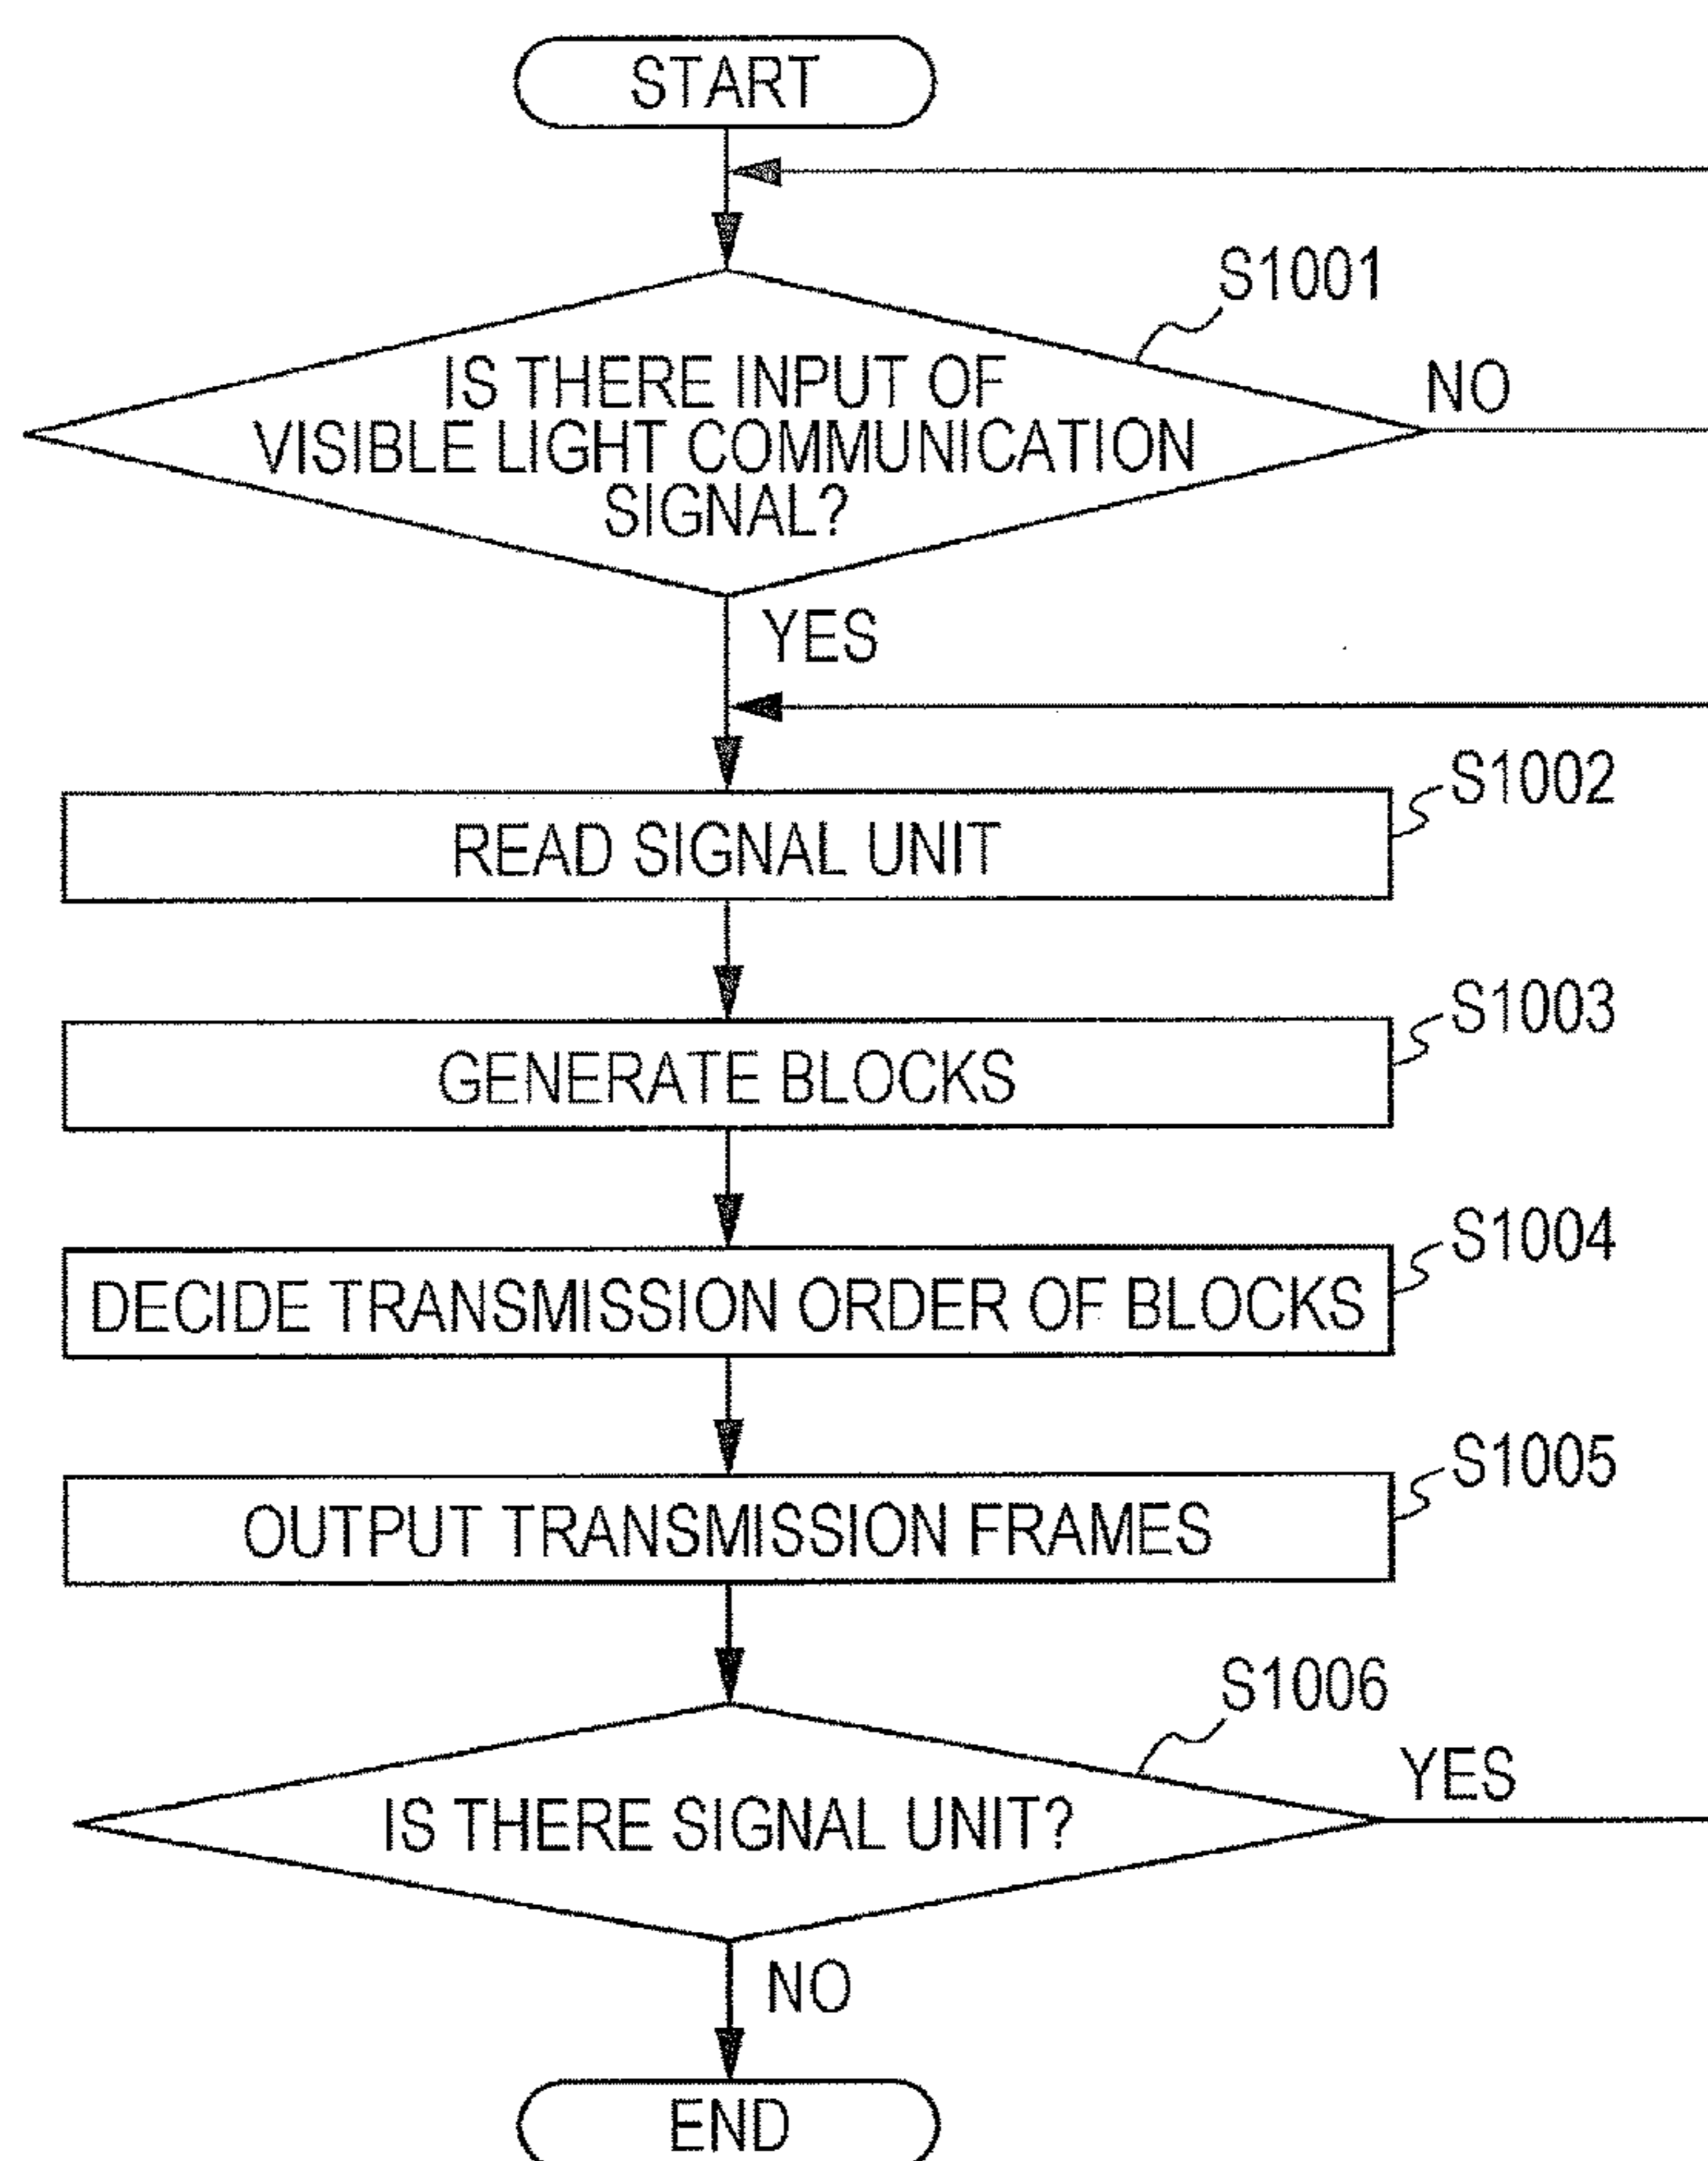 START
S1001
IS THERE INPUT OF
VISIBLE LIGHT COMMUNICATION
SIGNAL?
NO
YES
S1002
READ SIGNAL UNIT
S1003
GENERATE BLOCKS
S1004
DECIDE TRANSMISSION ORDER OF BLOCKS
S1005
OUTPUT TRANSMISSION FRAMES
S1006
IS THERE SIGNAL UNIT?
YES
NO
END